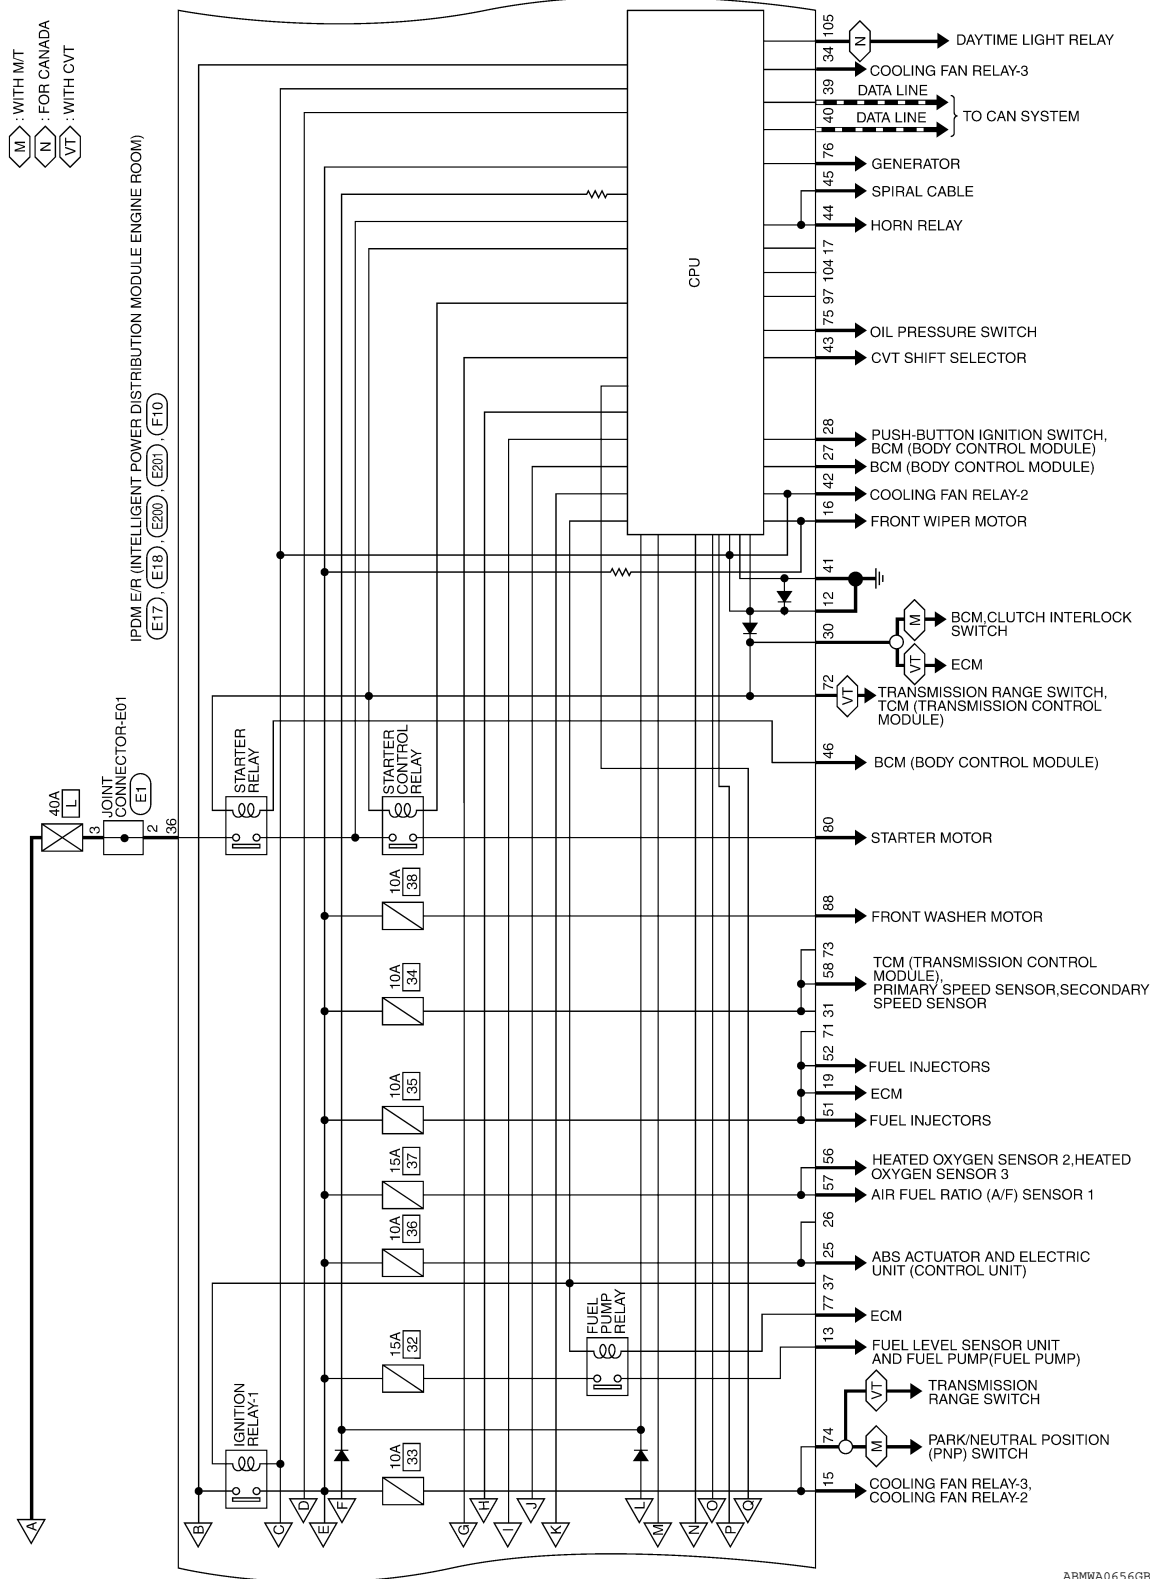 M : WITH M/T
N : FOR CANADA
VT : WITH CVT
IPDM E/R (INTELLIGENT POWER DISTRIBUTION MODULE ENGINE ROOM)
E17 , E18 , E200 , E201 , F10
CPU
105
DAYTIME LIGHT RELAY
N
34
COOLING FAN RELAY-3
39
DATA LINE
40
DATA LINE
TO CAN SYSTEM
76
GENERATOR
45
SPIRAL CABLE
44
HORN RELAY
17
104
97
75
OIL PRESSURE SWITCH
43
CVT SHIFT SELECTOR
28
PUSH-BUTTON IGNITION SWITCH,
BCM (BODY CONTROL MODULE)
27
BCM (BODY CONTROL MODULE)
42
COOLING FAN RELAY-2
16
FRONT WIPER MOTOR
41
12
30
M
BCM,CLUTCH INTERLOCK
SWITCH
VT
ECM
72
VT
TRANSMISSION RANGE SWITCH,
TCM (TRANSMISSION CONTROL
MODULE)
46
BCM (BODY CONTROL MODULE)
40A
L
3
JOINT
CONNECTOR-E01
E1
2
36
STARTER
RELAY
STARTER
CONTROL
RELAY
80
STARTER MOTOR
10A
38
88
FRONT WASHER MOTOR
10A
34
73
58
31
TCM (TRANSMISSION CONTROL
MODULE),
PRIMARY SPEED SENSOR,SECONDARY
SPEED SENSOR
10A
35
71
52
FUEL INJECTORS
19
ECM
51
FUEL INJECTORS
15A
37
56
HEATED OXYGEN SENSOR 2,HEATED
OXYGEN SENSOR 3
57
AIR FUEL RATIO (A/F) SENSOR 1
10A
36
26
25
ABS ACTUATOR AND ELECTRIC
UNIT (CONTROL UNIT)
37
77
ECM
FUEL
PUMP
RELAY
15A
32
13
FUEL LEVEL SENSOR UNIT
AND FUEL PUMP(FUEL PUMP)
VT
TRANSMISSION
RANGE SWITCH
74
M
PARK/NEUTRAL POSITION
(PNP) SWITCH
IGNITION
RELAY-1
10A
33
15
COOLING FAN RELAY-3,
COOLING FAN RELAY-2
A
B
C
D
E
F
G
H
I
J
K
L
M
N
O
P
Q
ABMWA0656GB